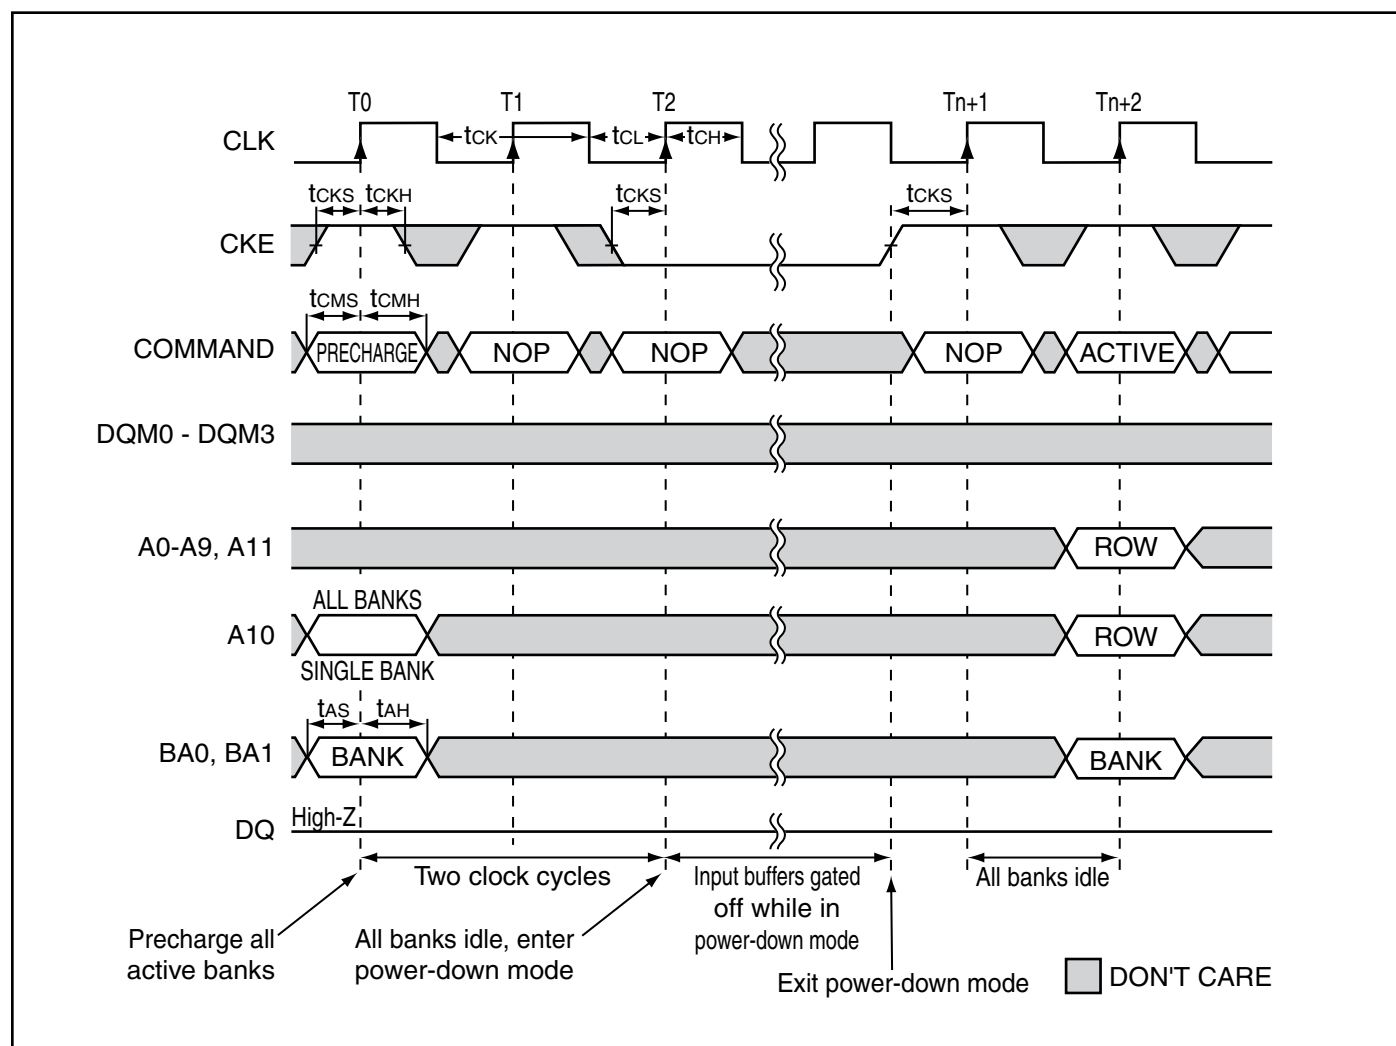 T0 T1 T2 Tn+1 Tn+2
CLK tCK tCL tCH
tCKS tCKH tCKS tCKS
CKE
tCMS tCMH
COMMAND PRECHARGE NOP NOP NOP ACTIVE
DQM0 - DQM3
A0-A9, A11 ROW
ALL BANKS
A10 ROW
SINGLE BANK
tAS tAH
BA0, BA1 BANK BANK
High-Z
DQ
Two clock cycles
Input buffers gated
off while in
power-down mode
All banks idle
Precharge all
active banks
All banks idle, enter
power-down mode
Exit power-down mode
DON'T CARE